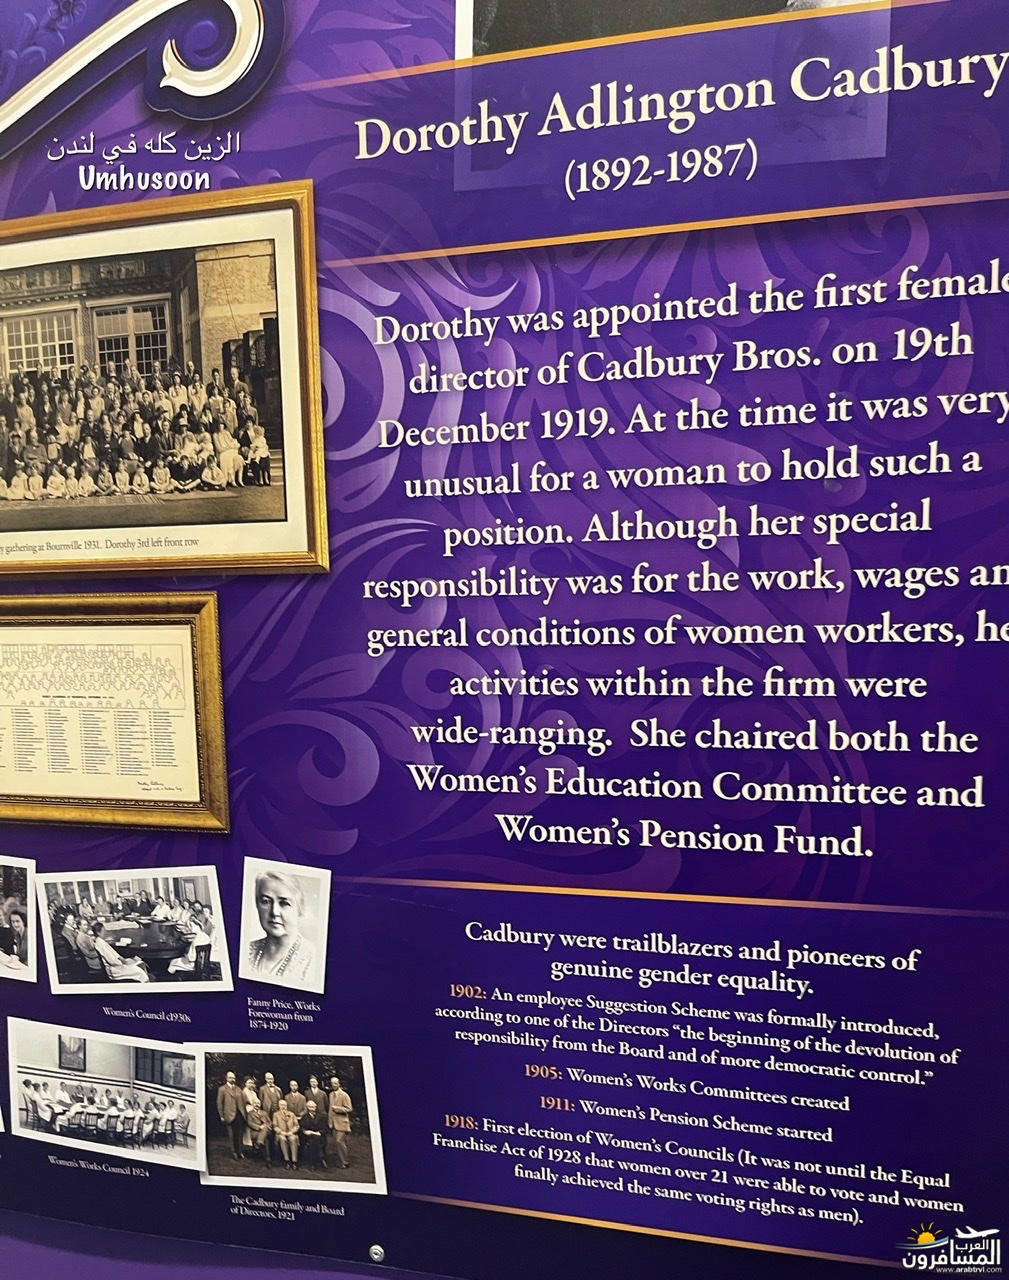 الزين كله في لندن
Umhusoon
Dorothy Adlington Cadbury
(1892-1987)
Dorothy was appointed the first female
director of Cadbury Bros. on 19th
December 1919. At the time it was very
unusual for a woman to hold such a
position. Although her special
responsibility was for the work, wages an
general conditions of women workers, he
activities within the firm were
wide-ranging. She chaired both the
Women's Education Committee and
Women's Pension Fund.
gathering at Bournville 1931. Dorothy 3rd left front row
Women's Council c1930s
Fanny Price, Works
Forewoman from
1874-1920
Women's Works Council 1924
The Cadbury family and Board
of Directors, 1921
Cadbury were trailblazers and pioneers of
genuine gender equality.
1902: An employee Suggestion Scheme was formally introduced,
according to one of the Directors “the beginning of the devolution of
responsibility from the Board and of more democratic control.”
1905: Women's Works Committees created
1911: Women's Pension Scheme started
1918: First election of Women's Councils (It was not until the Equal
Franchise Act of 1928 that women over 21 were able to vote and women
finally achieved the same voting rights as men).
العرب
المسافرون
www.arabtrvl.com